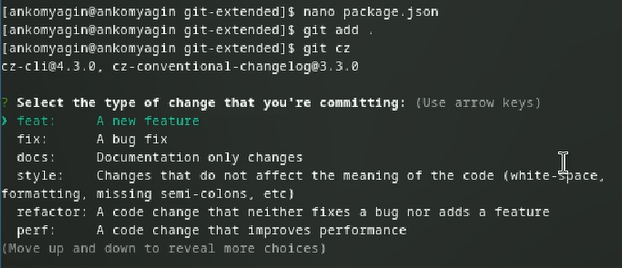 [ankomyagin@ankomyagin git-extended]$ nano package.json
[ankomyagin@ankomyagin git-extended]$ git add .
[ankomyagin@ankomyagin git-extended]$ git cz
cz-cli@4.3.0, cz-conventional-changelog@3.3.0

? Select the type of change that you're committing: (Use arrow keys)
❯ feat:     A new feature
  fix:      A bug fix
  docs:     Documentation only changes
  style:    Changes that do not affect the meaning of the code (white-space,
formatting, missing semi-colons, etc)
  refactor: A code change that neither fixes a bug nor adds a feature
  perf:     A code change that improves performance
(Move up and down to reveal more choices)